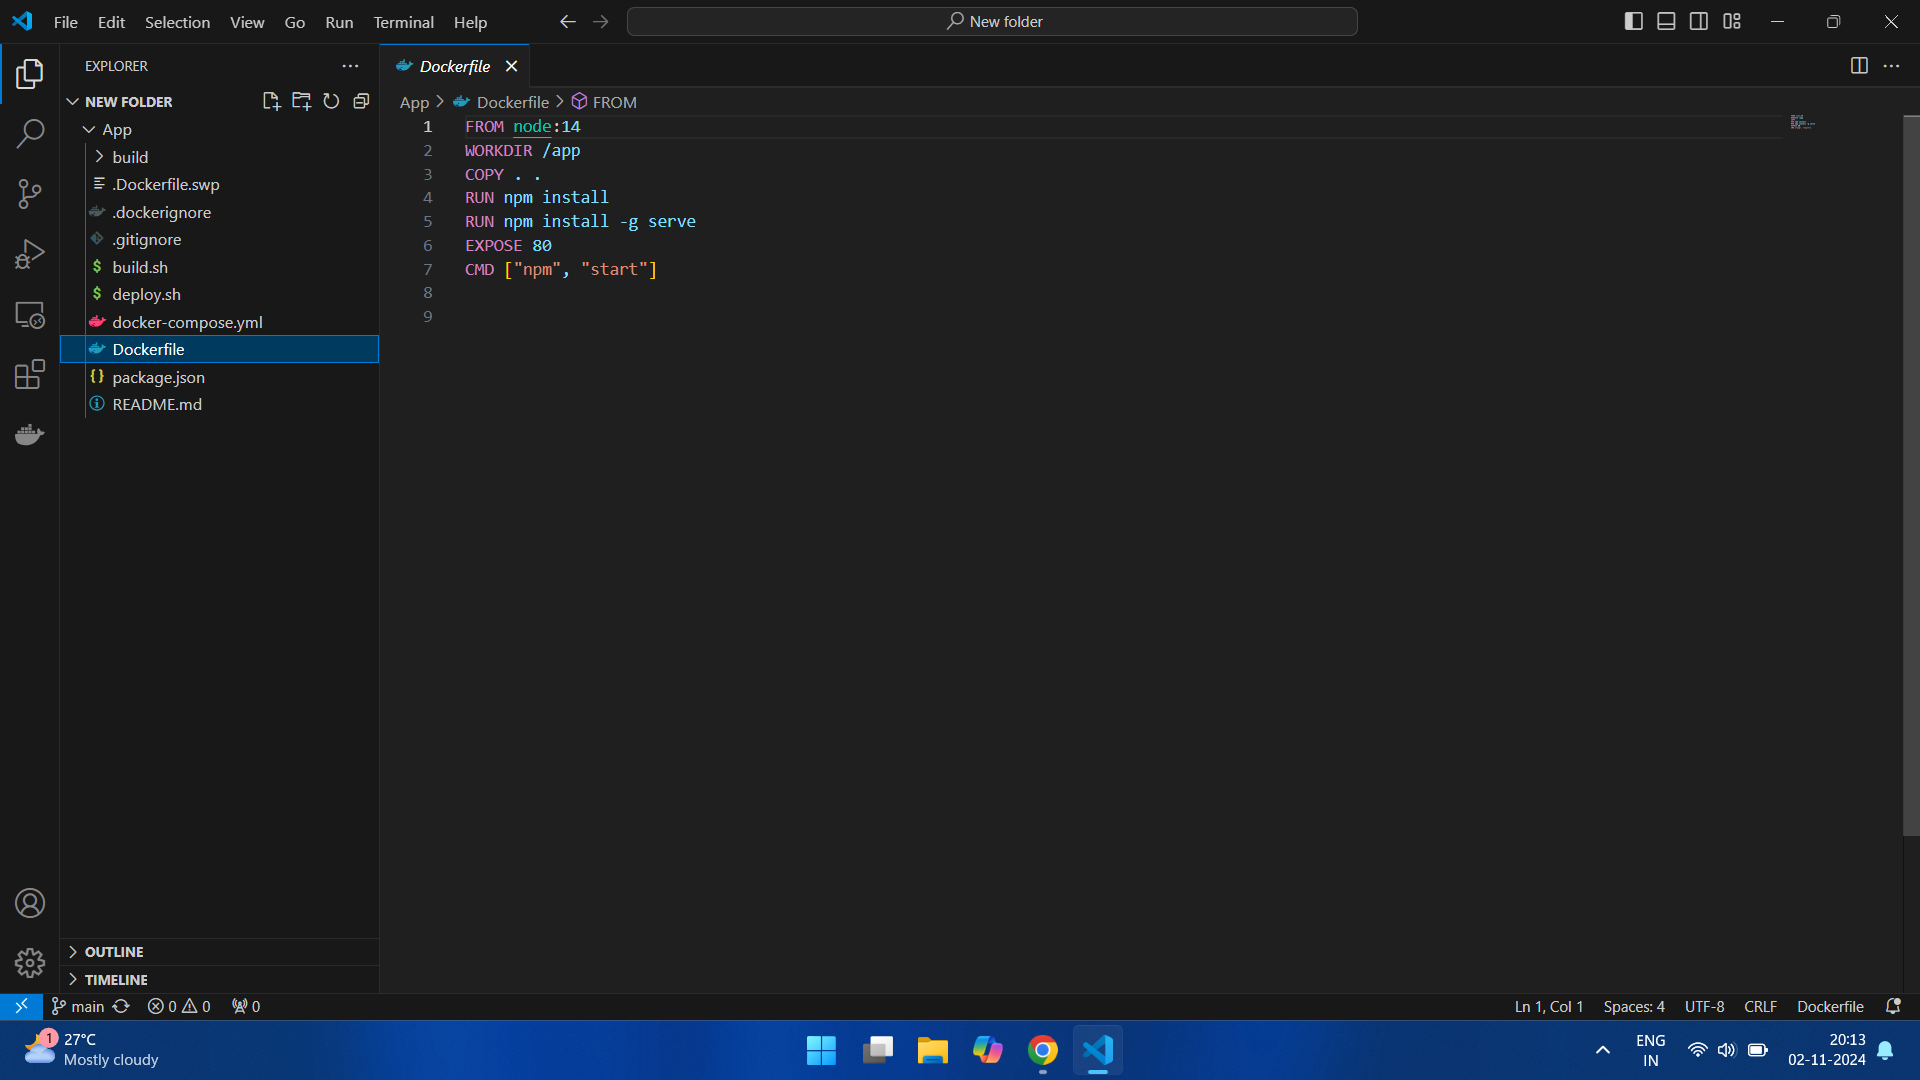 File Edit Selection View Go Run Terminal Help
New folder
EXPLORER
Dockerfile
NEW FOLDER
App > Dockerfile > FROM
App
build
.Dockerfile.swp
.dockerignore
.gitignore
build.sh
deploy.sh
docker-compose.yml
Dockerfile
package.json
README.md
1 FROM node:14
2 WORKDIR /app
3 COPY . .
4 RUN npm install
5 RUN npm install -g serve
6 EXPOSE 80
7 CMD ["npm", "start"]
8
9
OUTLINE
TIMELINE
main 0 0 0
Ln 1, Col 1 Spaces: 4 UTF-8 CRLF Dockerfile
1
27°C
Mostly cloudy
ENG
IN
20:13
02-11-2024